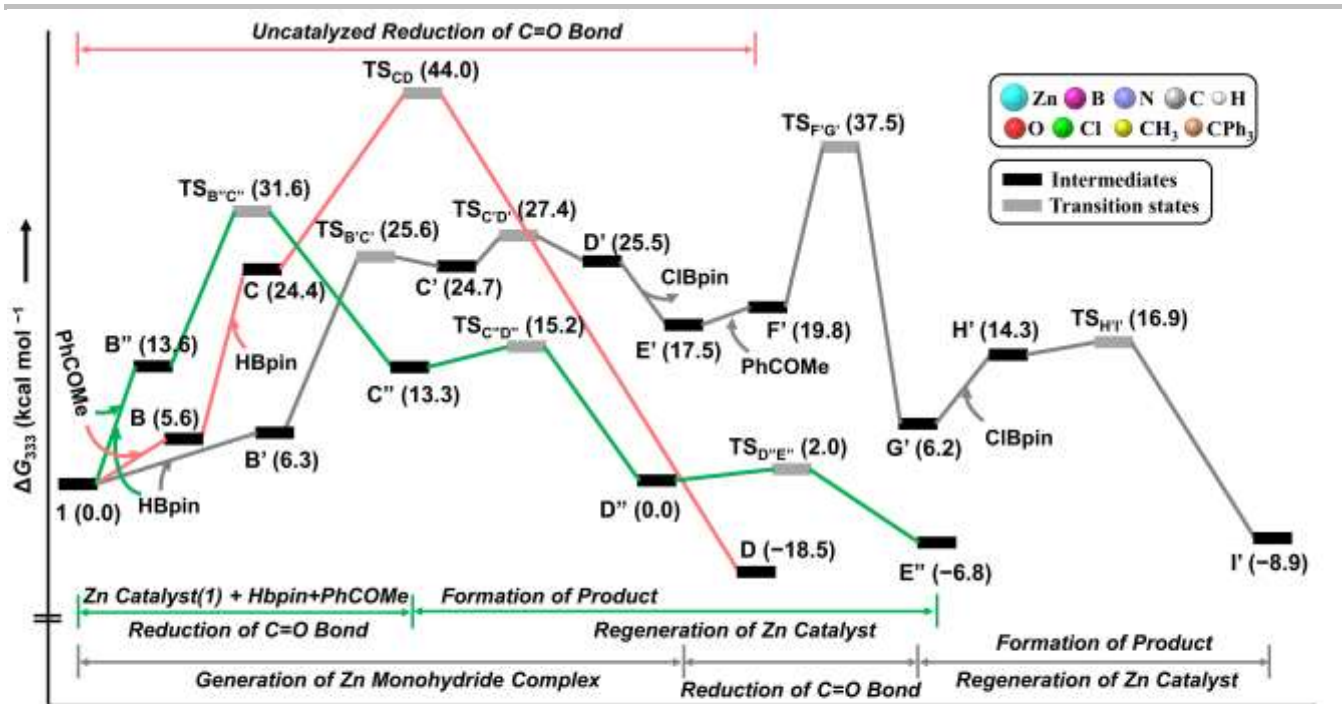 Uncatalyzed Reduction of C=O Bond
TS_CD (44.0)
Zn B N C H
O Cl CH₃ CPh₃
TS_F'G' (37.5)
Intermediates
Transition states
TS_B"C" (31.6)
TS_B'C' (25.6)
TS_C'D' (27.4)
D' (25.5)
ClBpin
C (24.4)
C' (24.7)
HBpin
E' (17.5)
F' (19.8)
PhCOMe
H' (14.3)
TS_H'I' (16.9)
B" (13.6)
TS_C"D" (15.2)
C" (13.3)
PhCOMe
B (5.6)
B' (6.3)
HBpin
G' (6.2)
ClBpin
TS_D"E" (2.0)
1 (0.0)
D" (0.0)
D (−18.5)
E" (−6.8)
I' (−8.9)
ΔG₃₃₃ (kcal mol⁻¹)
Zn Catalyst(1) + Hbpin+PhCOMe
Formation of Product
Reduction of C=O Bond
Regeneration of Zn Catalyst
Formation of Product
Generation of Zn Monohydride Complex
Reduction of C=O Bond
Regeneration of Zn Catalyst